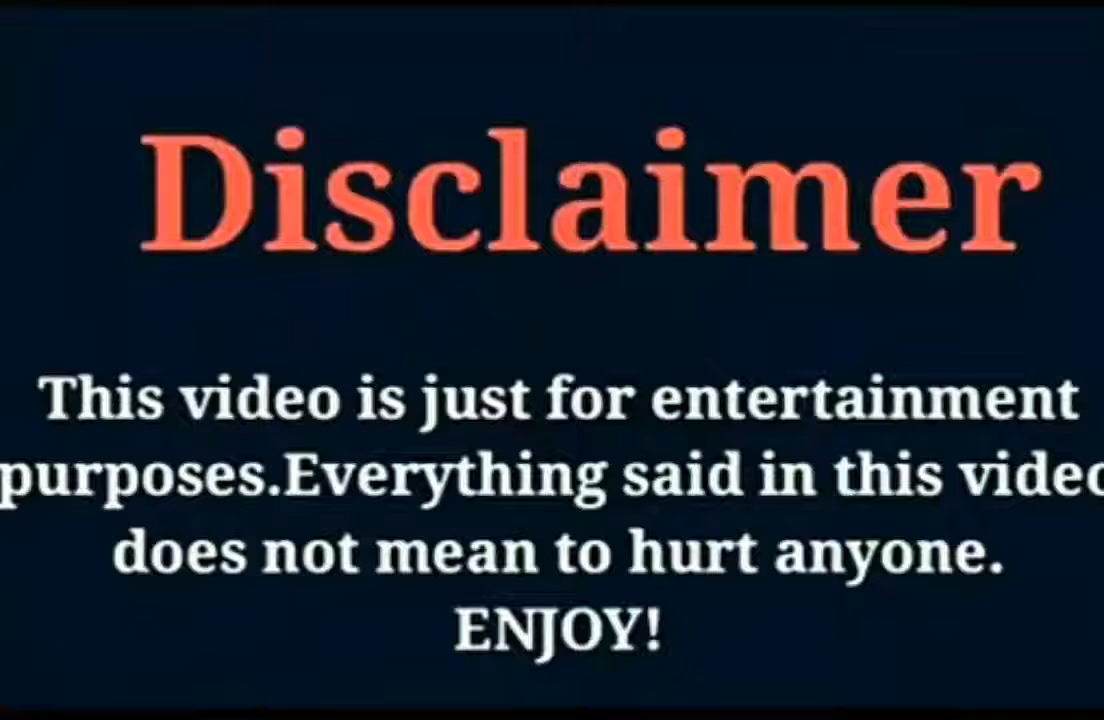 Disclaimer
This video is just for entertainment
purposes.Everything said in this video
does not mean to hurt anyone.
ENJOY!